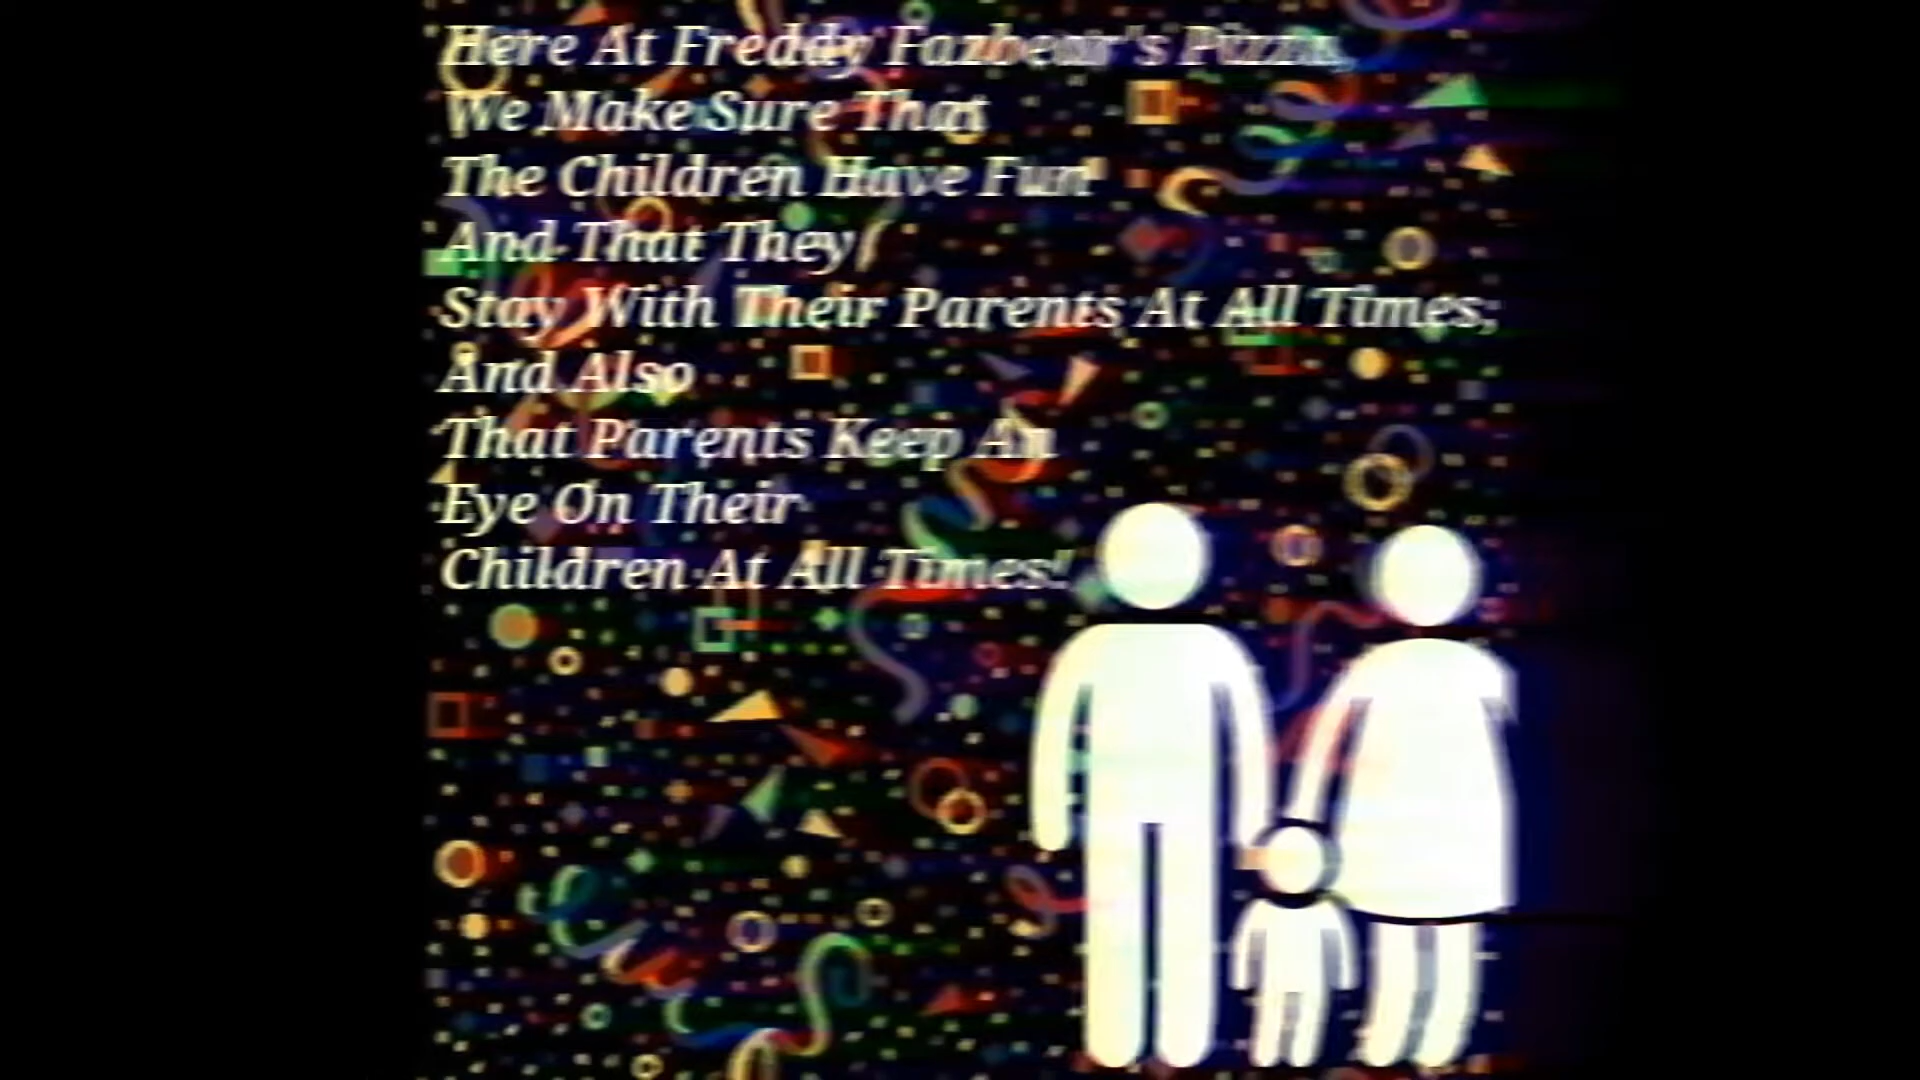 Here At Freddy Fazbear's Pizza,
We Make Sure That
The Children Have Fun
And That They
Stay With Their Parents At All Times;
And Also
That Parents Keep An
Eye On Their
Children At All Times!